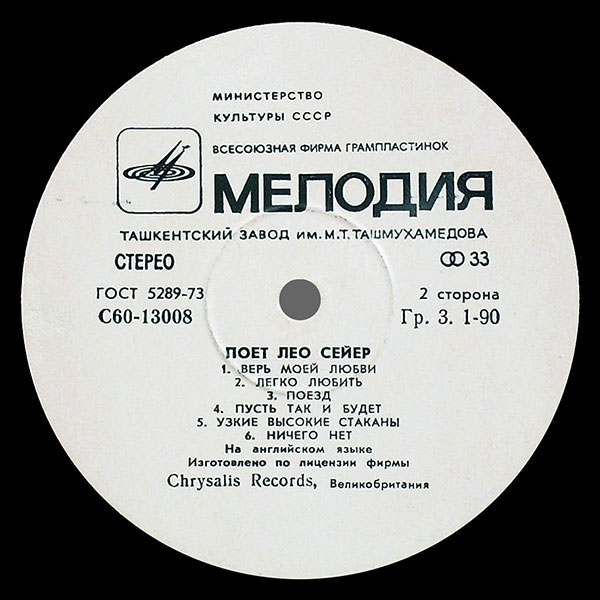 МИНИСТЕРСТВО
КУЛЬТУРЫ СССР
ВСЕСОЮЗНАЯ ФИРМА ГРАМПЛАСТИНОК
МЕЛОДИЯ
ТАШКЕНТСКИЙ ЗАВОД ИМ. М.Т. ТАШМУХАМЕДОВА
СТЕРЕО 33
ГОСТ 5289-73 2 сторона
С60-13008 Гр. 3. 1-90
ПОЕТ ЛЕО СЕЙЕР
1. ВЕРЬ МОЕЙ ЛЮБВИ
2. ЛЕГКО ЛЮБИТЬ
3. ПОЕЗД
4. ПУСТЬ ТАК И БУДЕТ
5. УЗКИЕ ВЫСОКИЕ СТАКАНЫ
6. НИЧЕГО НЕТ
На английском языке
Изготовлено по лицензии фирмы
Chrysalis Records, Великобритания